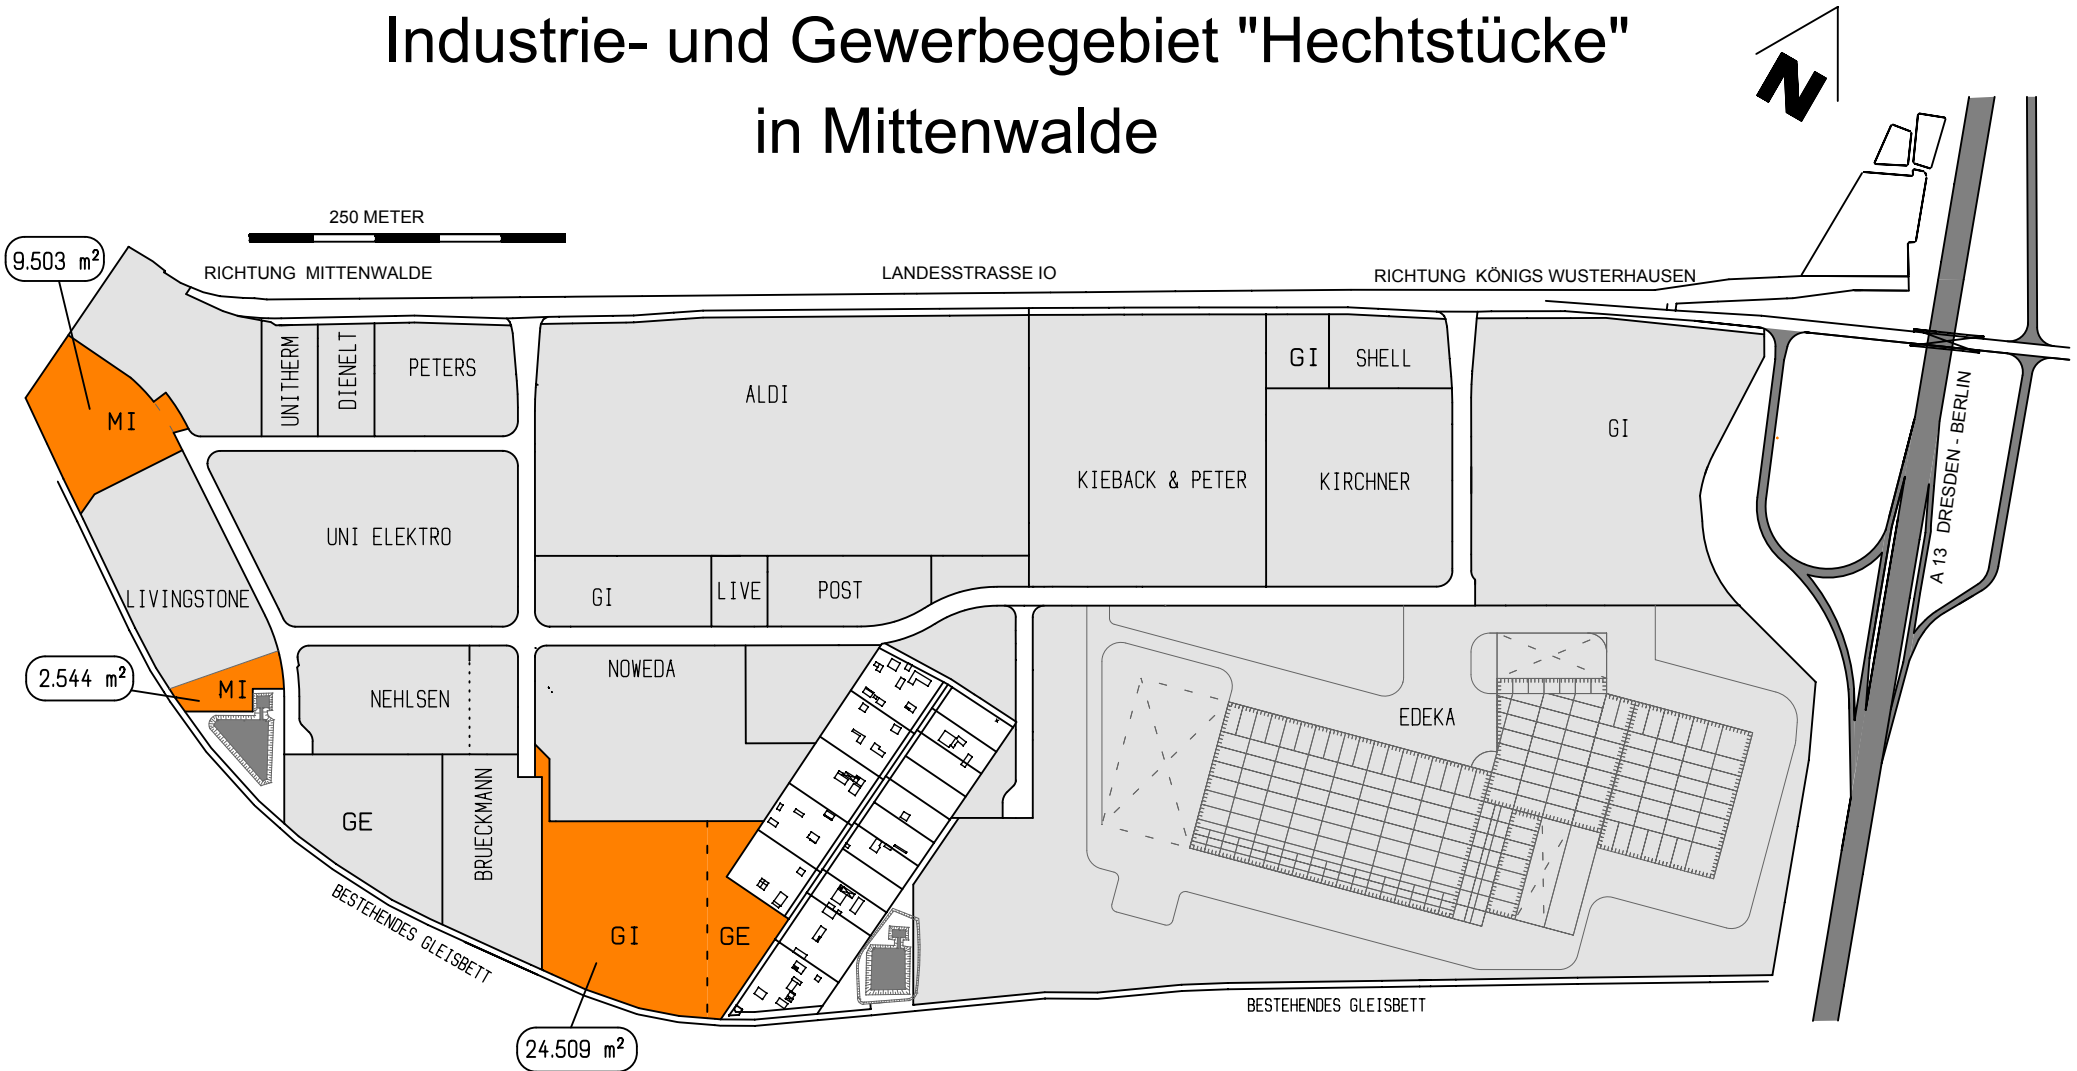 Industrie- und Gewerbegebiet "Hechtstücke"
in Mittenwalde
N
250 METER
9.503 m²
RICHTUNG MITTENWALDE
LANDESSTRASSE IO
RICHTUNG KÖNIGS WUSTERHAUSEN
UNITHERM
DIENELT
PETERS
ALDI
GI
SHELL
MI
GI
A 13 DRESDEN - BERLIN
KIEBACK & PETER
KIRCHNER
UNI ELEKTRO
LIVINGSTONE
GI
LIVE
POST
2.544 m²
MI
NEHLSEN
NOWEDA
EDEKA
GE
BRUECKMANN
GI
GE
BESTEHENDES GLEISBETT
BESTEHENDES GLEISBETT
24.509 m²